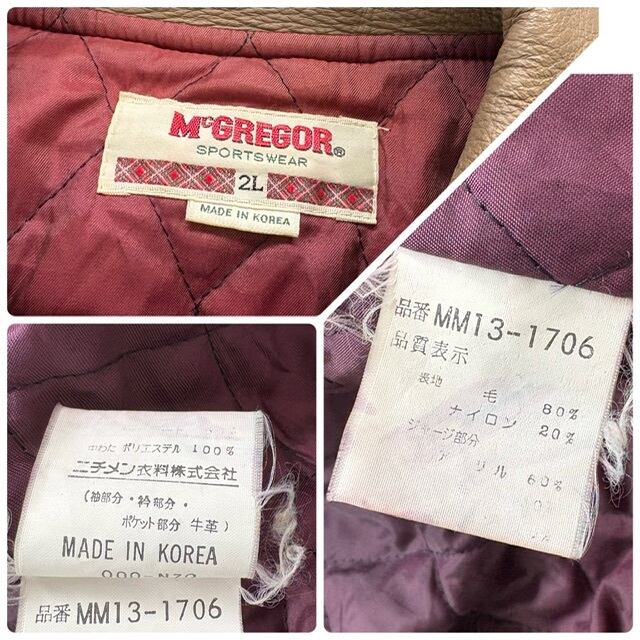 McGREGOR®
SPORTSWEAR
2L
MADE IN KOREA
品番 MM13-1706
品質表示
表地 毛 80%
ナイロン 20%
ジャージ部分
リル 60%
0%
中わた ポリエステル 100%
ニチメン衣料株式会社
(袖部分・衿部分・
ポケット部分 牛革)
MADE IN KOREA
品番 MM13-1706